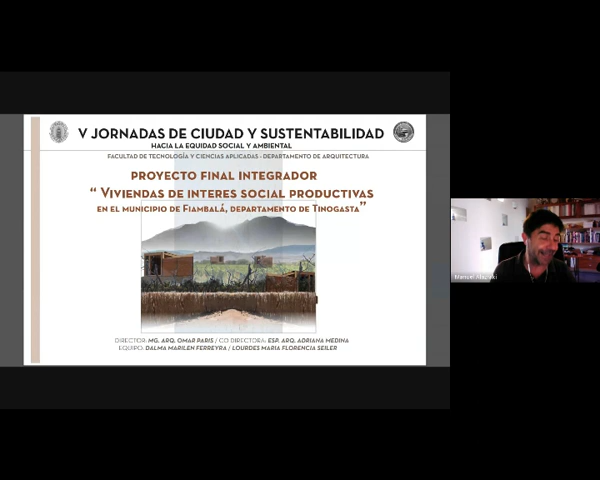 V JORNADAS DE CIUDAD Y SUSTENTABILIDAD
HACIA LA EQUIDAD SOCIAL Y AMBIENTAL
FACULTAD DE TECNOLOGÍA Y CIENCIAS APLICADAS - DEPARTAMENTO DE ARQUITECTURA
PROYECTO FINAL INTEGRADOR
“ VIVIENDAS DE INTERES SOCIAL PRODUCTIVAS
EN EL MUNICIPIO DE FIAMBALÁ, DEPARTAMENTO DE TINOGASTA”
DIRECTOR: MG. ARQ. OMAR PARIS / CO DIRECTORA: ESP. ARQ. ADRIANA MEDINA
EQUIPO: DALMA MARILEN FERREYRA / LOURDES MARIA FLORENCIA SEILER
Manuel